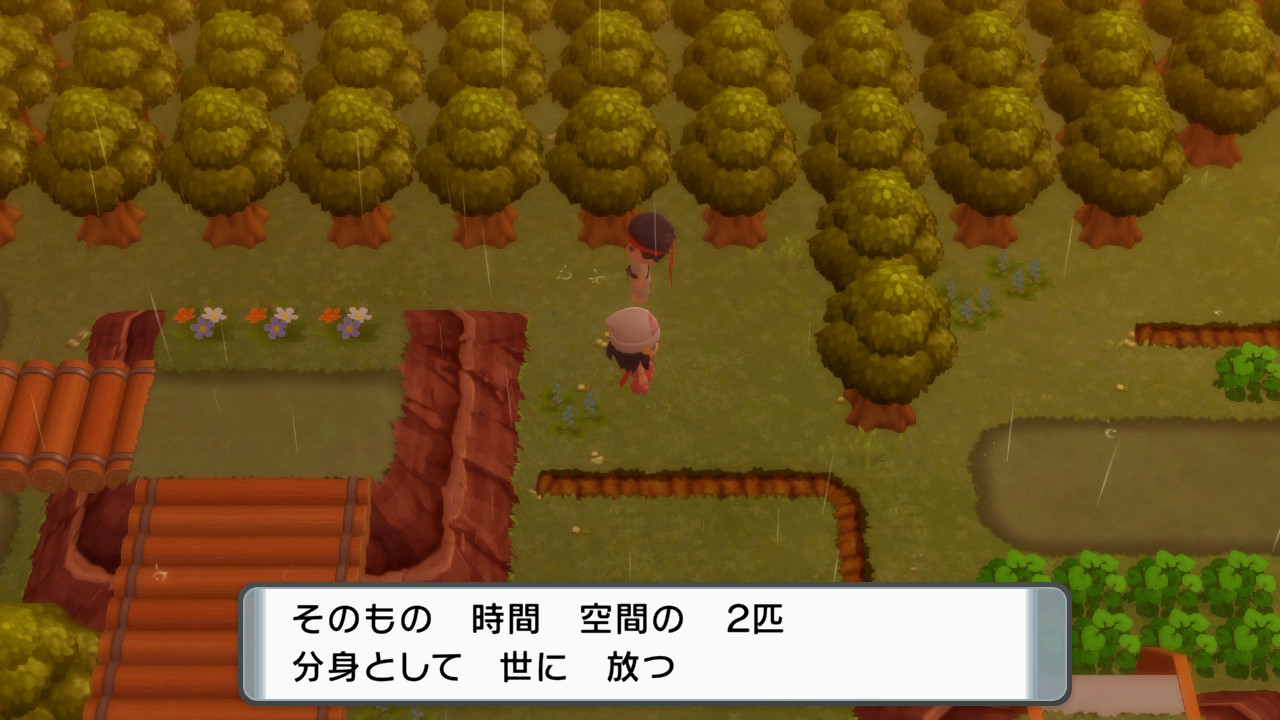 そのもの　時間　空間の　2匹
分身として　世に　放つ